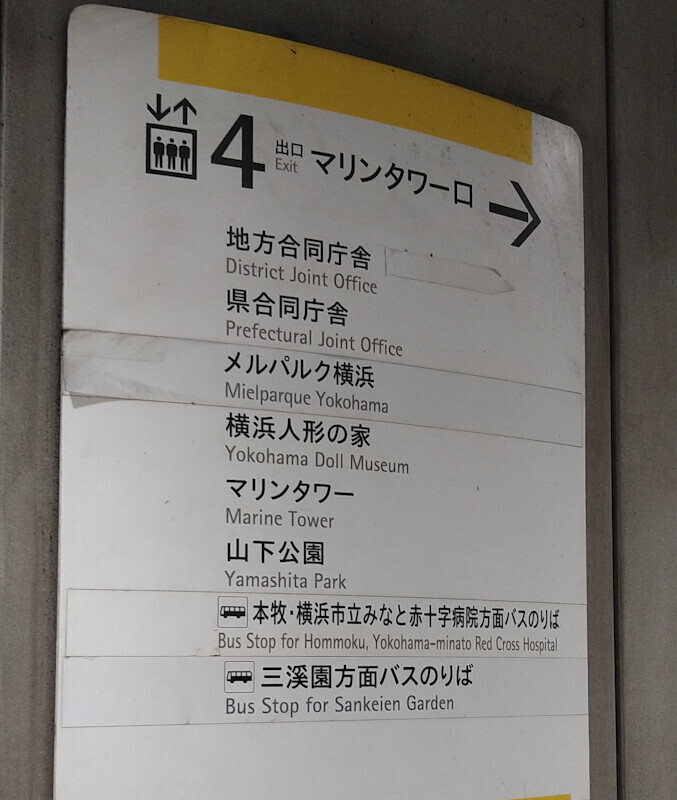 4 出口 マリンタワー口
Exit
地方合同庁舎
District Joint Office
県合同庁舎
Prefectural Joint Office
メルパルク横浜
Mielparque Yokohama
横浜人形の家
Yokohama Doll Museum
マリンタワー
Marine Tower
山下公園
Yamashita Park
本牧・横浜市立みなと赤十字病院方面バスのりば
Bus Stop for Hommoku, Yokohama-minato Red Cross Hospital
三溪園方面バスのりば
Bus Stop for Sankeien Garden